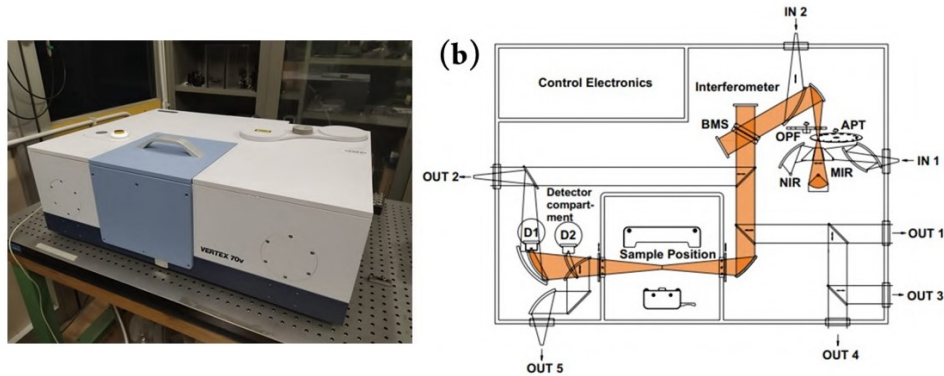 VERTEX 70v
(b)
IN 2
Control Electronics
Interferometer
BMS
OPF
APT
IN 1
NIR
MIR
OUT 2
Detector
compart-
ment
D1
D2
Sample Position
OUT 1
OUT 3
OUT 4
OUT 5